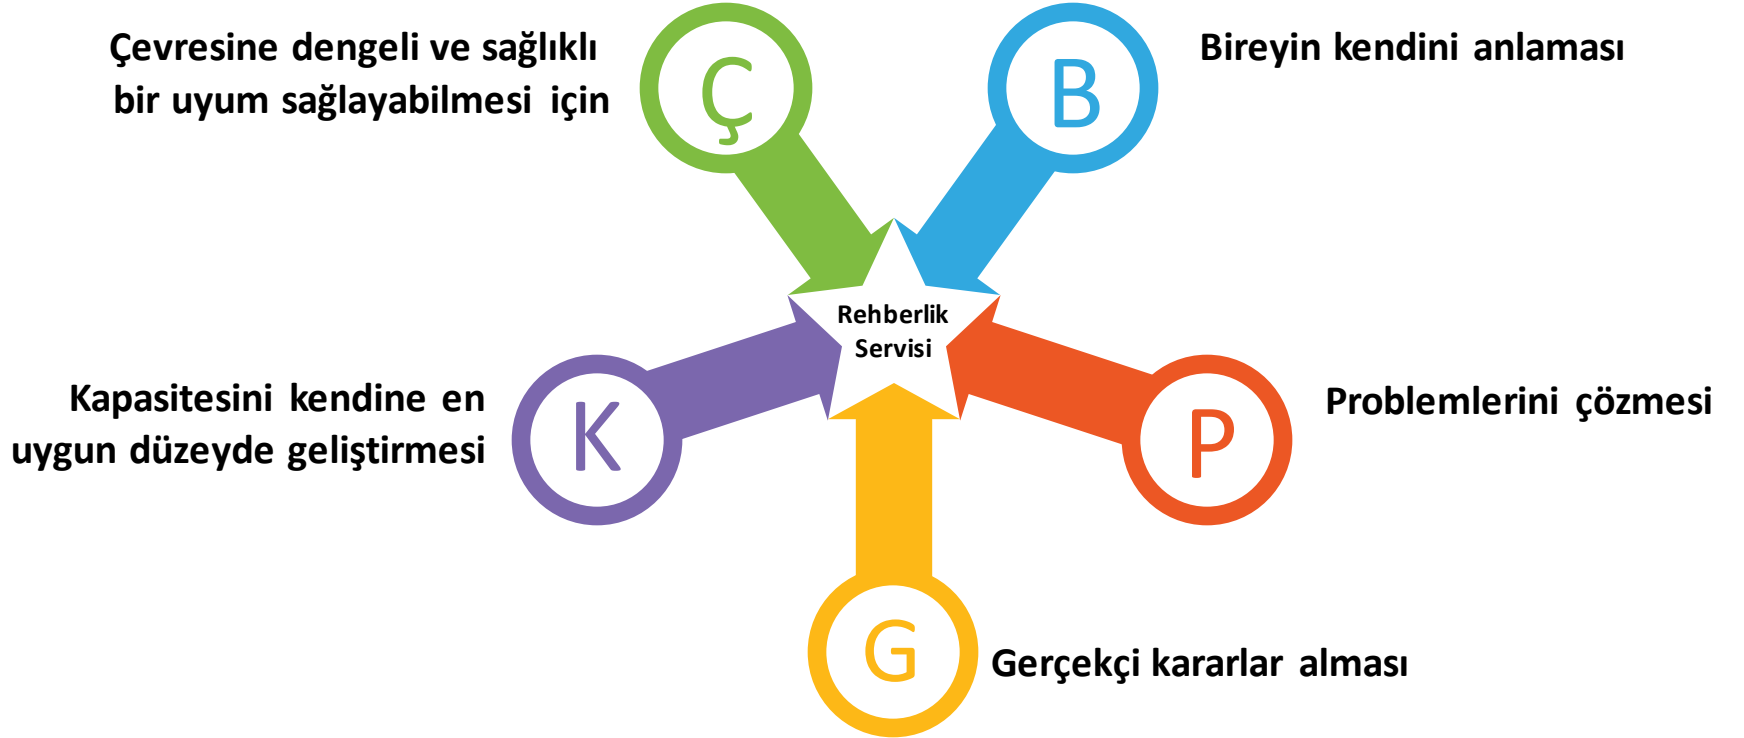 Çevresine dengeli ve sağlıklı
bir uyum sağlayabilmesi için
Ç
B
Bireyin kendini anlaması
Rehberlik
Servisi
Kapasitesini kendine en
uygun düzeyde geliştirmesi
K
P
Problemlerini çözmesi
G
Gerçekçi kararlar alması